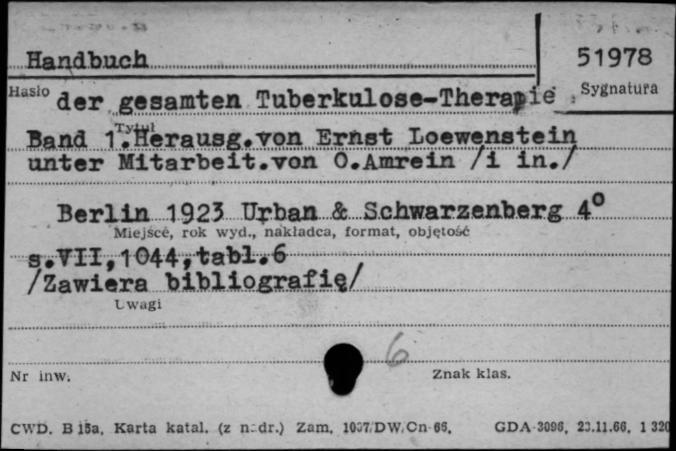 Handbuch
51978
Hasło
Sygnatura
der gesamten Tuberkulose-Therapie
Tytuł
Band 1.Herausg.von Ernst Loewenstein
unter Mitarbeit.von O.Amrein /i in./
Berlin 1923 Urban & Schwarzenberg 4°
Miejsce, rok wyd., nakładca, format, objętość
s.VII,1044,tabl.6
/Zawiera bibliografię/
Uwagi
6
Nr inw.
Znak klas.
CWD. B 15a, Karta katal. (z n-dr.) Zam. 1037/DW/Cn-66. GDA-3096, 23.11.66, 1 320